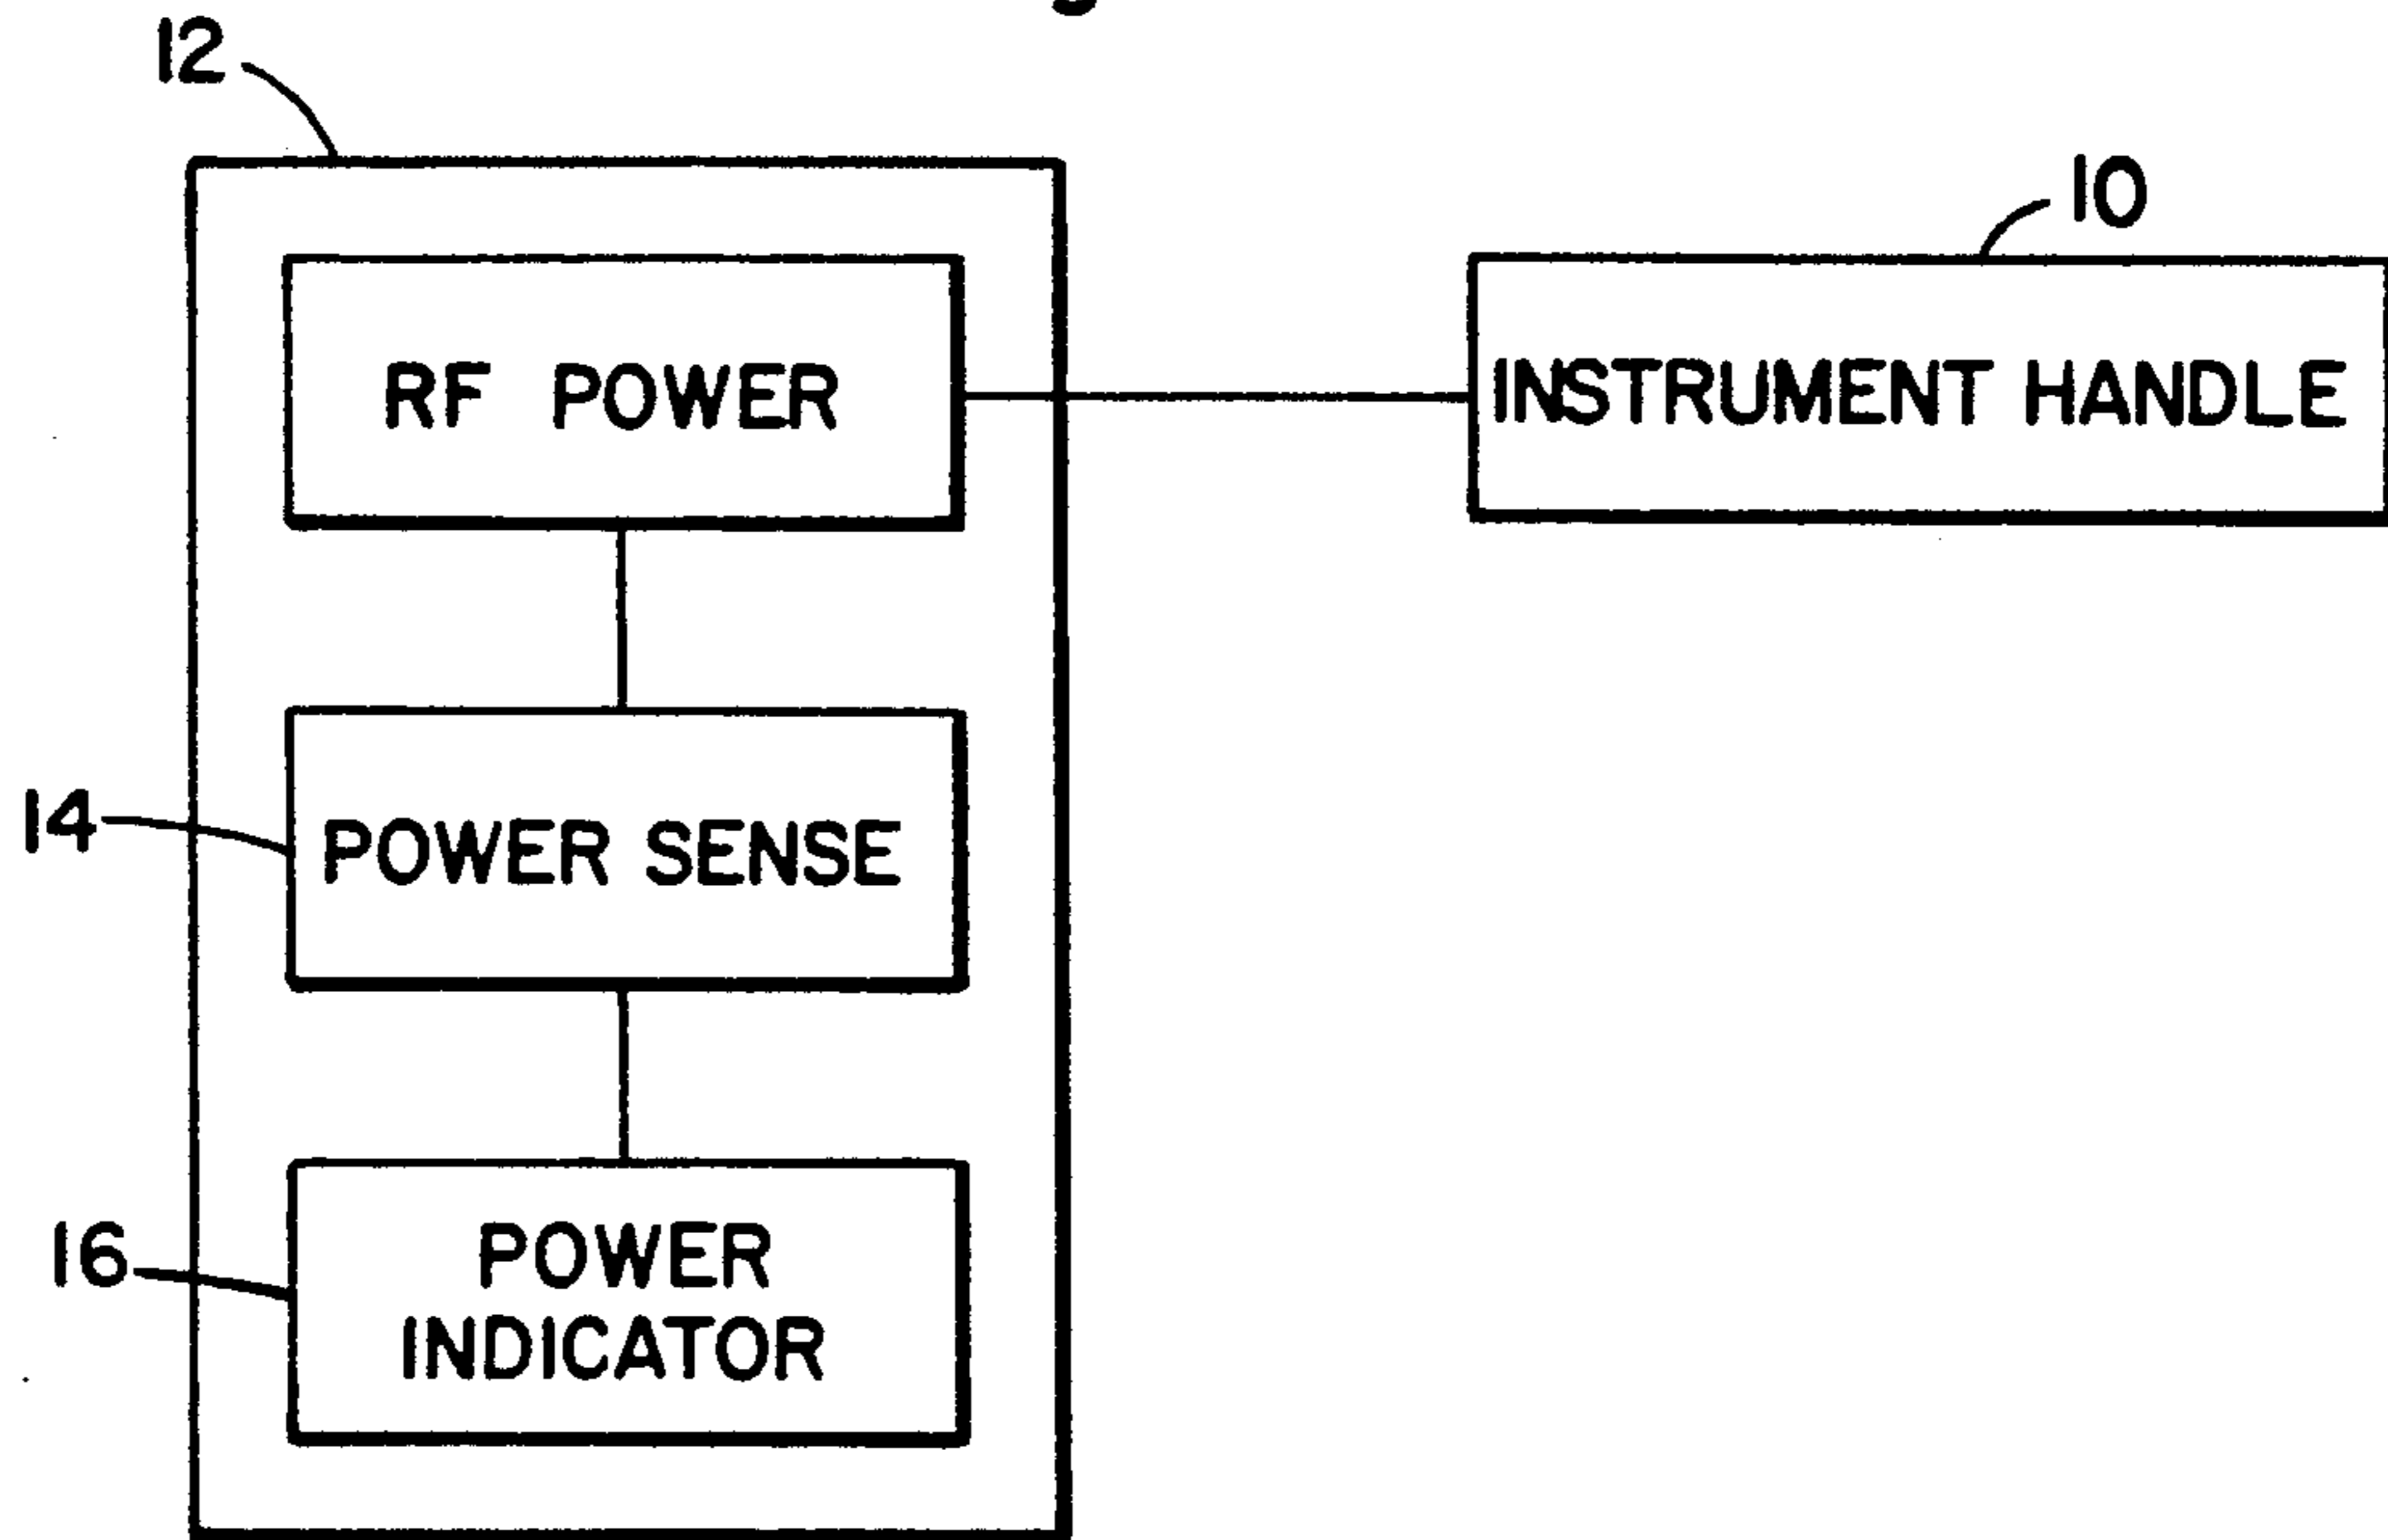 12
10
RF POWER
INSTRUMENT HANDLE
14
POWER SENSE
16
POWER
INDICATOR